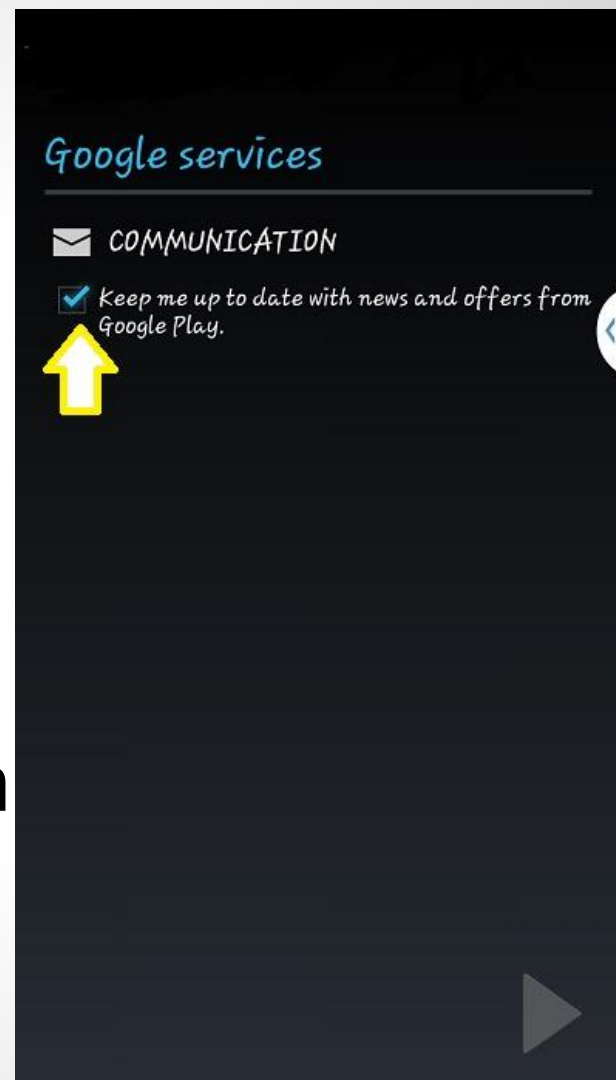 Google services
COMMUNICATION
Keep me up to date with news and offers from
Google Play.